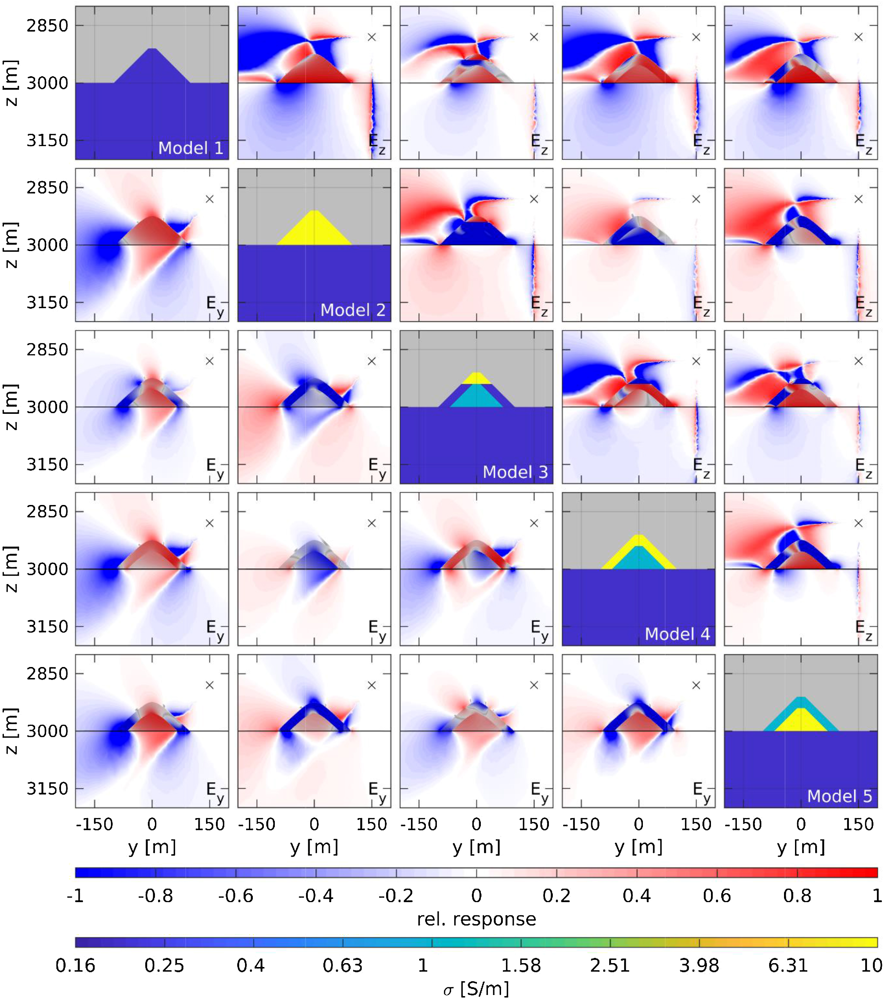 2850
3000
3150
z [m]
Model 1
E_z
E_z
E_z
E_z
2850
3000
3150
z [m]
E_y
Model 2
E_z
E_z
E_z
2850
3000
3150
z [m]
E_y
E_y
Model 3
E_z
E_z
2850
3000
3150
z [m]
E_y
E_y
E_y
Model 4
E_z
2850
3000
3150
z [m]
E_y
E_y
E_y
E_y
Model 5
-150 0 150 -150 0 150 -150 0 150 -150 0 150 -150 0 150
y [m] y [m] y [m] y [m] y [m]
-1 -0.8 -0.6 -0.4 -0.2 0 0.2 0.4 0.6 0.8 1
rel. response
0.16 0.25 0.4 0.63 1 1.58 2.51 3.98 6.31 10
σ [S/m]